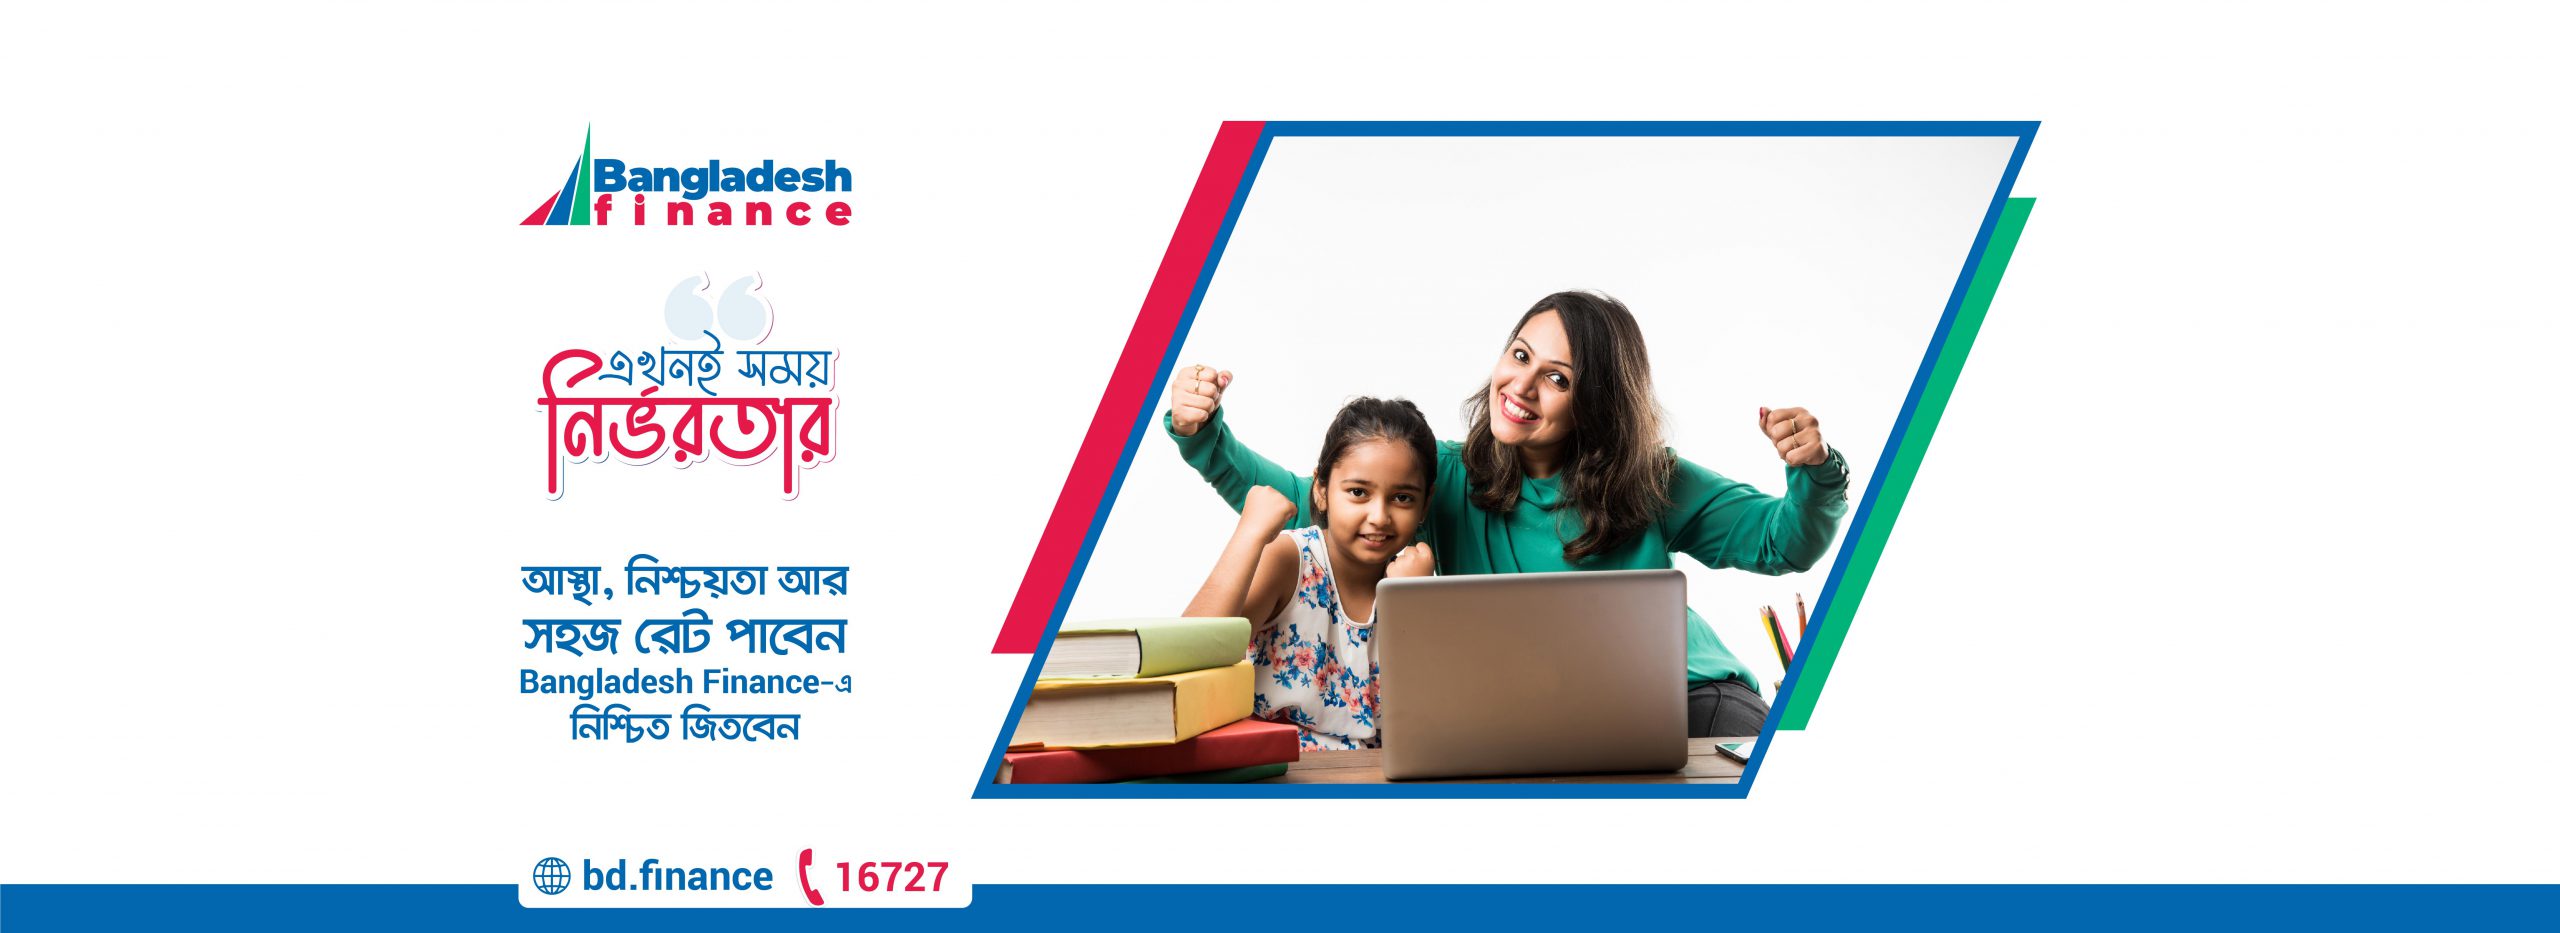 Bangladesh
finance
এখনই সময়
নির্ভরতার
আস্থা, নিশ্চয়তা আর
সহজ রেট পাবেন
Bangladesh Finance-এ
নিশ্চিত জিতবেন
bd.finance 16727